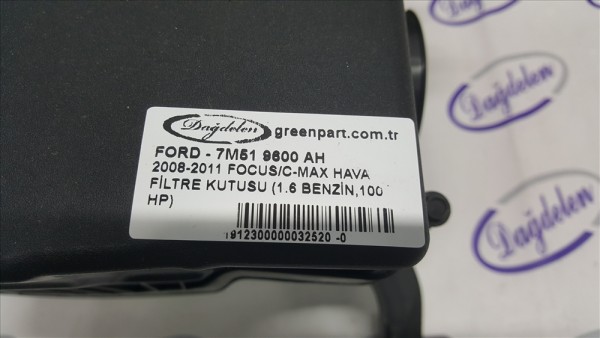 Dağdelen
greenpart.com.tr
FORD - 7M51 9600 AH
2008-2011 FOCUS/C-MAX HAVA
FİLTRE KUTUSU (1.6 BENZİN,100
HP)
1912300000032520 -0
Dağdelen
Dağdelen
Dağdelen